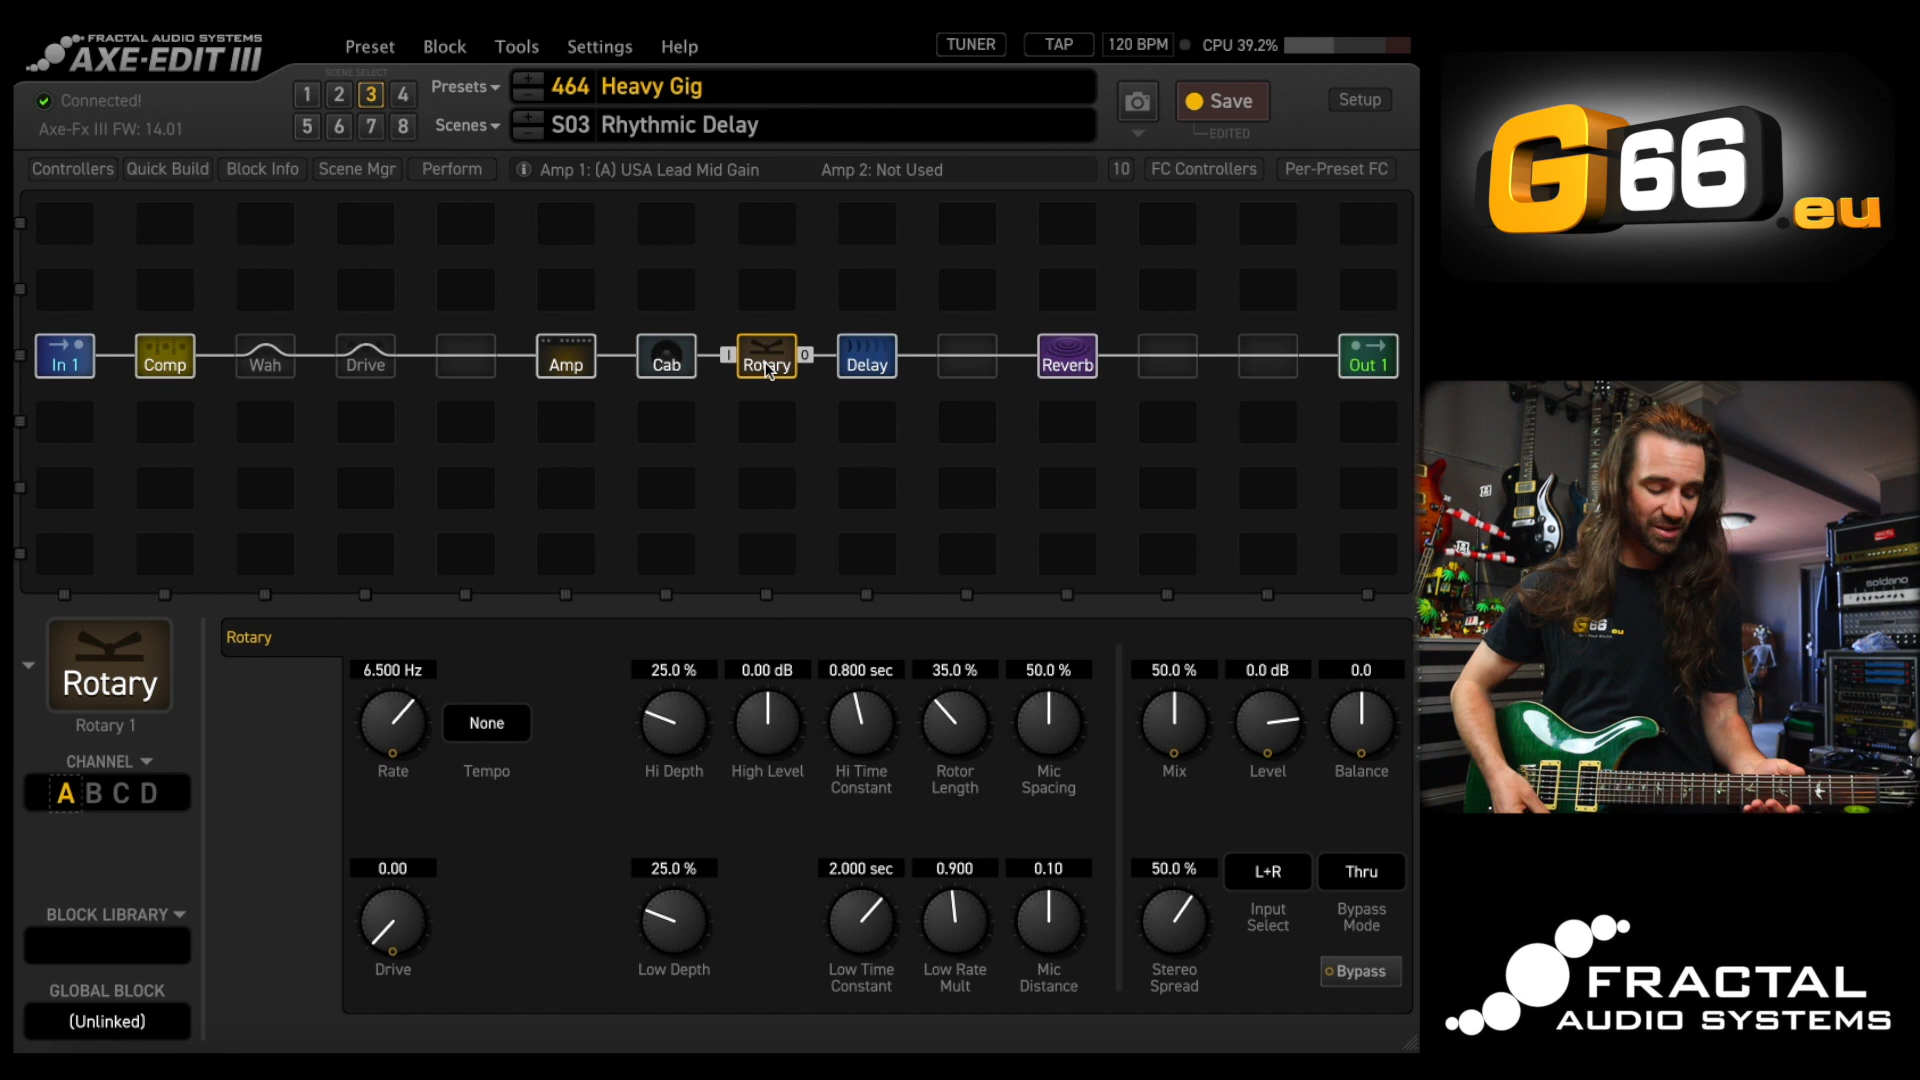 FRACTAL AUDIO SYSTEMS
AXE-EDIT III
Preset Block Tools Settings Help
TUNER TAP 120 BPM CPU 39.2%
SCENE SELECT
Connected!
Axe-Fx III FW: 14.01
1 2 3 4
5 6 7 8
Presets + − 464 Heavy Gig
Scenes + − S03 Rhythmic Delay
Save
EDITED
Setup
Controllers Quick Build Block Info Scene Mgr Perform Amp 1: (A) USA Lead Mid Gain Amp 2: Not Used 10 FC Controllers Per-Preset FC
In 1 Comp Wah Drive Amp Cab I Rotary O Delay Reverb Out 1
Rotary
Rotary 1
CHANNEL
A B C D
BLOCK LIBRARY
GLOBAL BLOCK
(Unlinked)
Rotary
6.500 Hz 25.0 % 0.00 dB 0.800 sec 35.0 % 50.0 % 50.0 % 0.0 dB 0.0
None
Rate Tempo Hi Depth High Level Hi Time Constant Rotor Length Mic Spacing Mix Level Balance
0.00 25.0 % 2.000 sec 0.900 0.10 50.0 % L+R Thru
Drive Low Depth Low Time Constant Low Rate Mult Mic Distance Stereo Spread Input Select Bypass Mode
Bypass
G66.eu
soldano
G66.eu
FRACTAL
AUDIO SYSTEMS